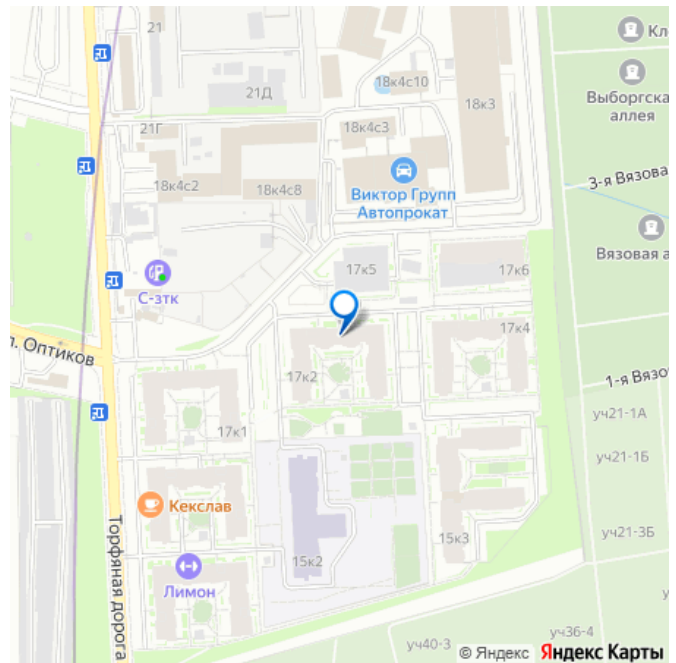 21
Кл
18к4с10
21Д
18к3
Выборгска
аллея
21Г
18к4с3
3-я Вязова
18к4с2
18к4с8
Виктор Групп
Автопрокат
Вязовая а
17к5
17к6
С-зтк
17к4
л. Оптиков
17к2
1-я Вязо
уч21-1А
17к1
уч21-1Б
Кекслав
Торфяная дорога
15к3
уч21-3Б
15к2
Лимон
уч36-4
уч40-3
© Яндекс Яндекс Карты